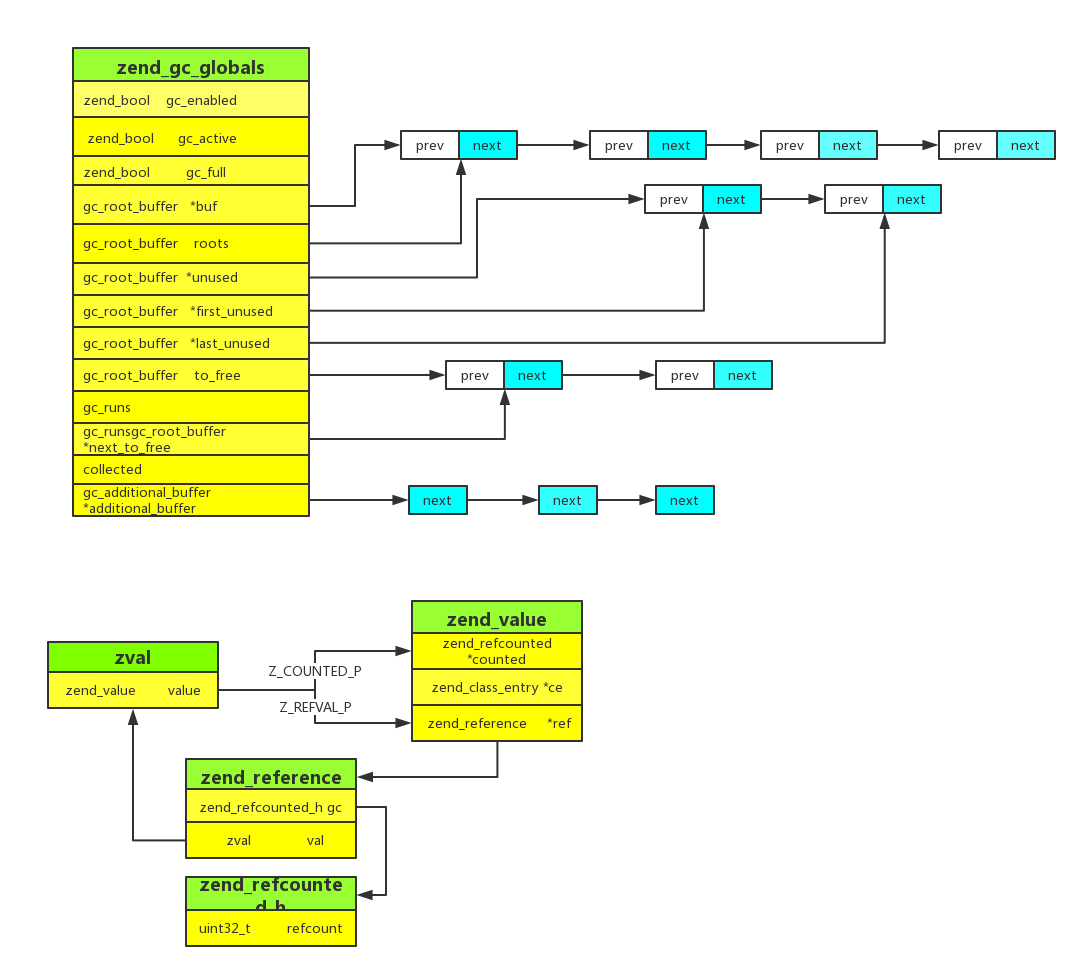 zend_gc_globals
zend_bool gc_enabled
zend_bool gc_active
zend_bool gc_full
gc_root_buffer *buf
gc_root_buffer roots
gc_root_buffer *unused
gc_root_buffer *first_unused
gc_root_buffer *last_unused
gc_root_buffer to_free
gc_runs
gc_runsgc_root_buffer
*next_to_free
collected
gc_additional_buffer
*additional_buffer
prev next prev next prev next prev next
prev next prev next
prev next prev next
next next next
zend_value
zend_refcounted
*counted
zend_class_entry *ce
zend_reference *ref
zval
zend_value value
Z_COUNTED_P
Z_REFVAL_P
zend_reference
zend_refcounted_h gc
zval val
zend_refcounte
d_h
uint32_t refcount